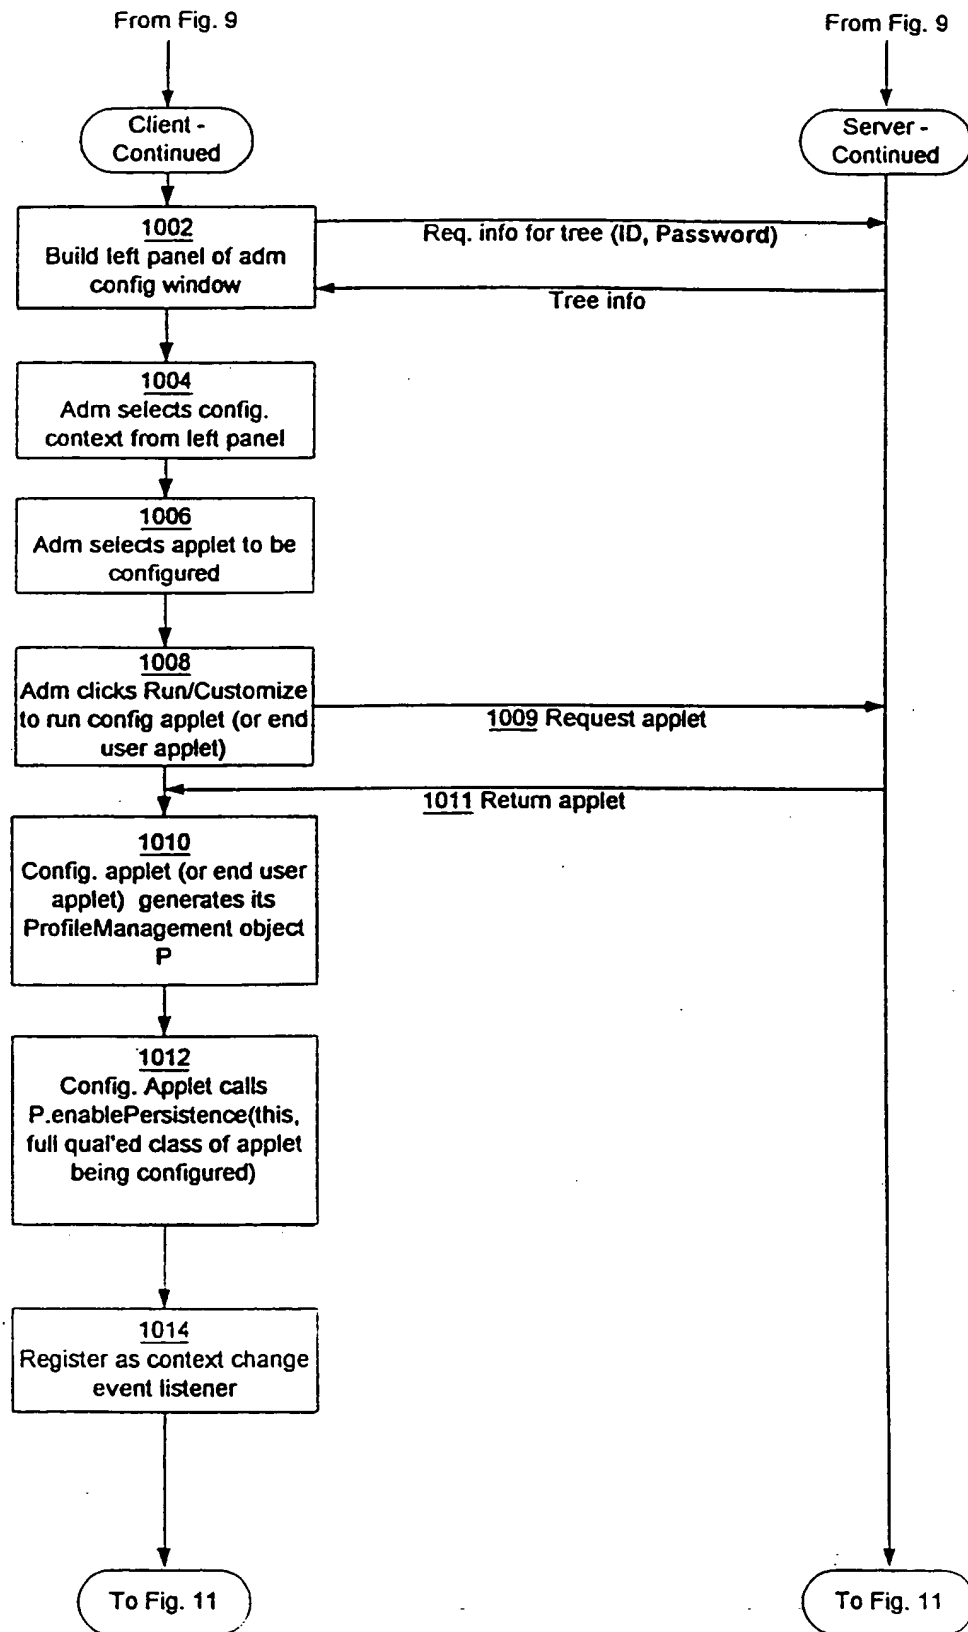 From Fig. 9
From Fig. 9
Client -
Continued
Server -
Continued
1002
Build left panel of adm
config window
Req. info for tree (ID, Password)
Tree info
1004
Adm selects config.
context from left panel
1006
Adm selects applet to be
configured
1008
Adm clicks Run/Customize
to run config applet (or end
user applet)
1009 Request applet
1011 Return applet
1010
Config. applet (or end user
applet) generates its
ProfileManagement object
P
1012
Config. Applet calls
P.enablePersistence(this,
full qual'ed class of applet
being configured)
1014
Register as context change
event listener
To Fig. 11
To Fig. 11